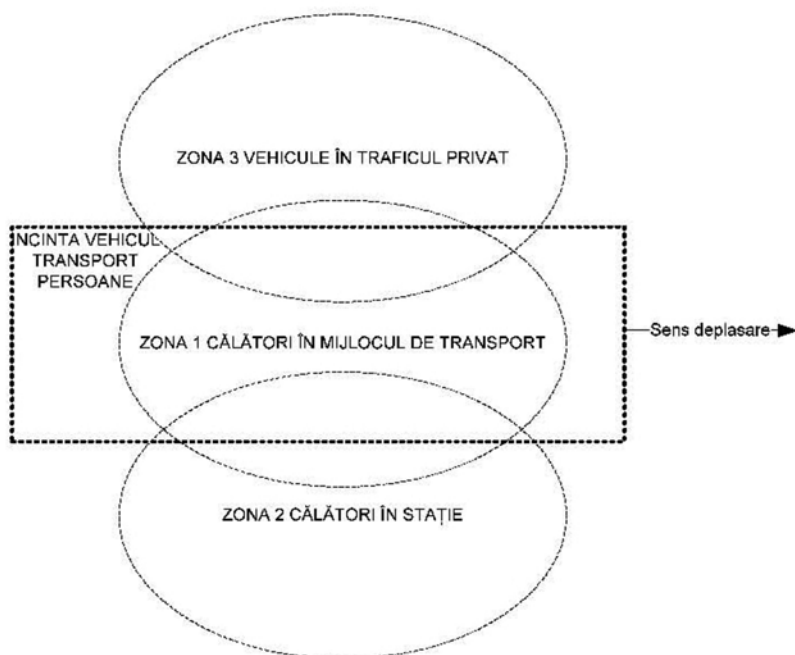 ZONA 3 VEHICULE ÎN TRAFICUL PRIVAT
NCINTA VEHICUL
TRANSPORT
PERSOANE
ZONA 1 CĂLĂTORI ÎN MIJLOCUL DE TRANSPORT
Sens deplasare
ZONA 2 CĂLĂTORI ÎN STAȚIE